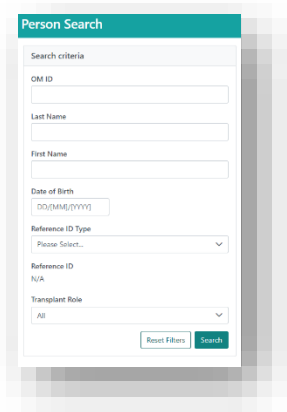 Person Search
Search criteria
OM ID
Last Name
First Name
Date of Birth
DD/[MM]/[YYYY]
Reference ID Type
Please Select...
Reference ID
N/A
Transplant Role
All
Reset Filters Search